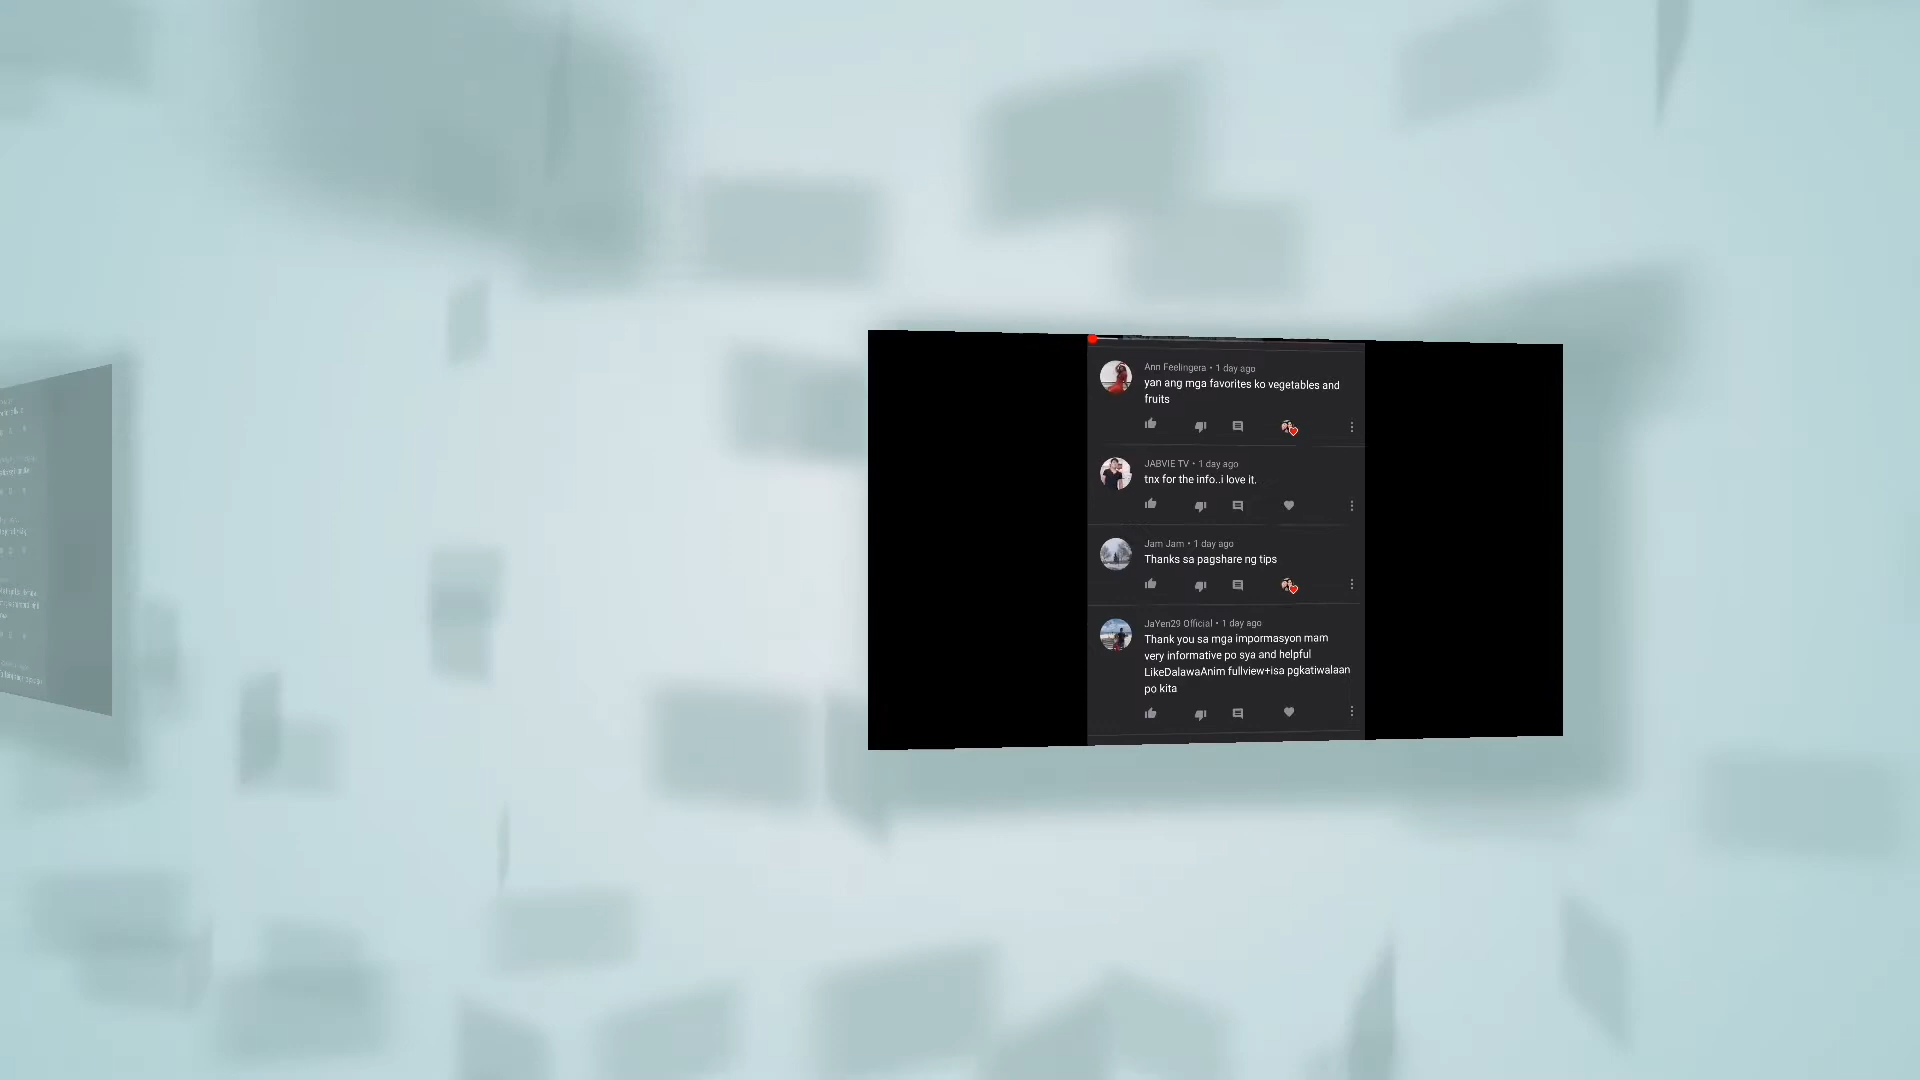 Ann Feelingera • 1 day ago
yan ang mga favorites ko vegetables and
fruits
JABVIE TV • 1 day ago
tnx for the info..i love it.
Jam Jam • 1 day ago
Thanks sa pagshare ng tips
JaYen29 Official • 1 day ago
Thank you sa mga impormasyon mam
very informative po sya and helpful
LikeDalawaAnim fullview+isa pgkatiwalaan
po kita